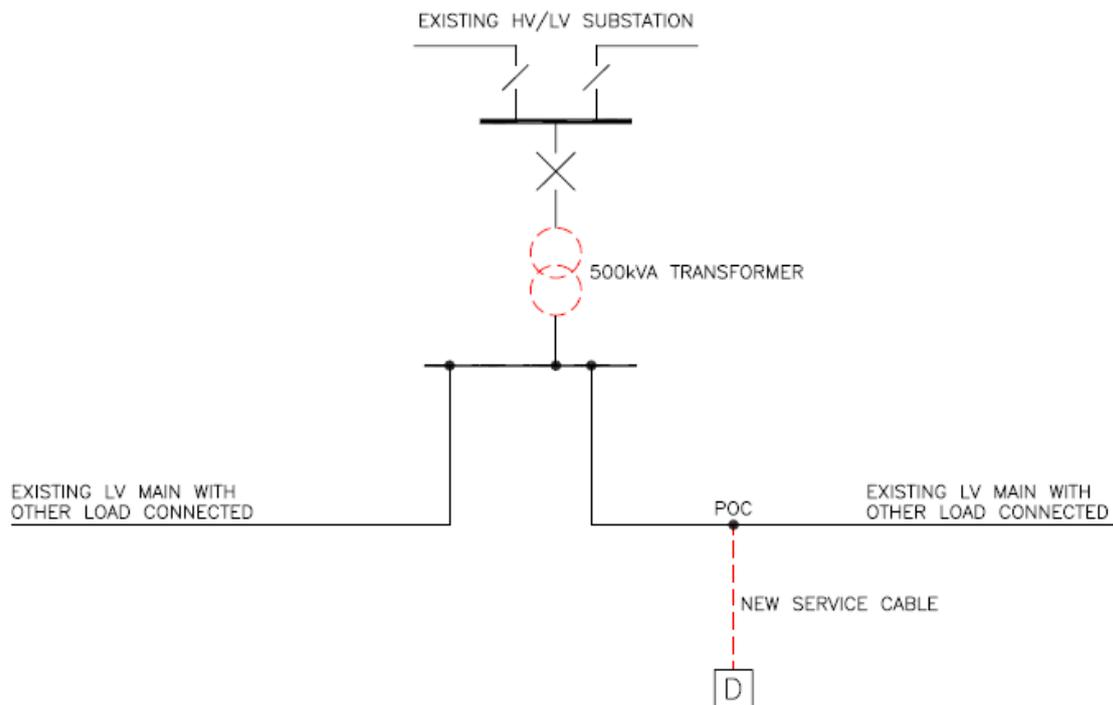 EXISTING HV/LV SUBSTATION
500kVA TRANSFORMER
EXISTING LV MAIN WITH
OTHER LOAD CONNECTED
POC
EXISTING LV MAIN WITH
OTHER LOAD CONNECTED
NEW SERVICE CABLE
D